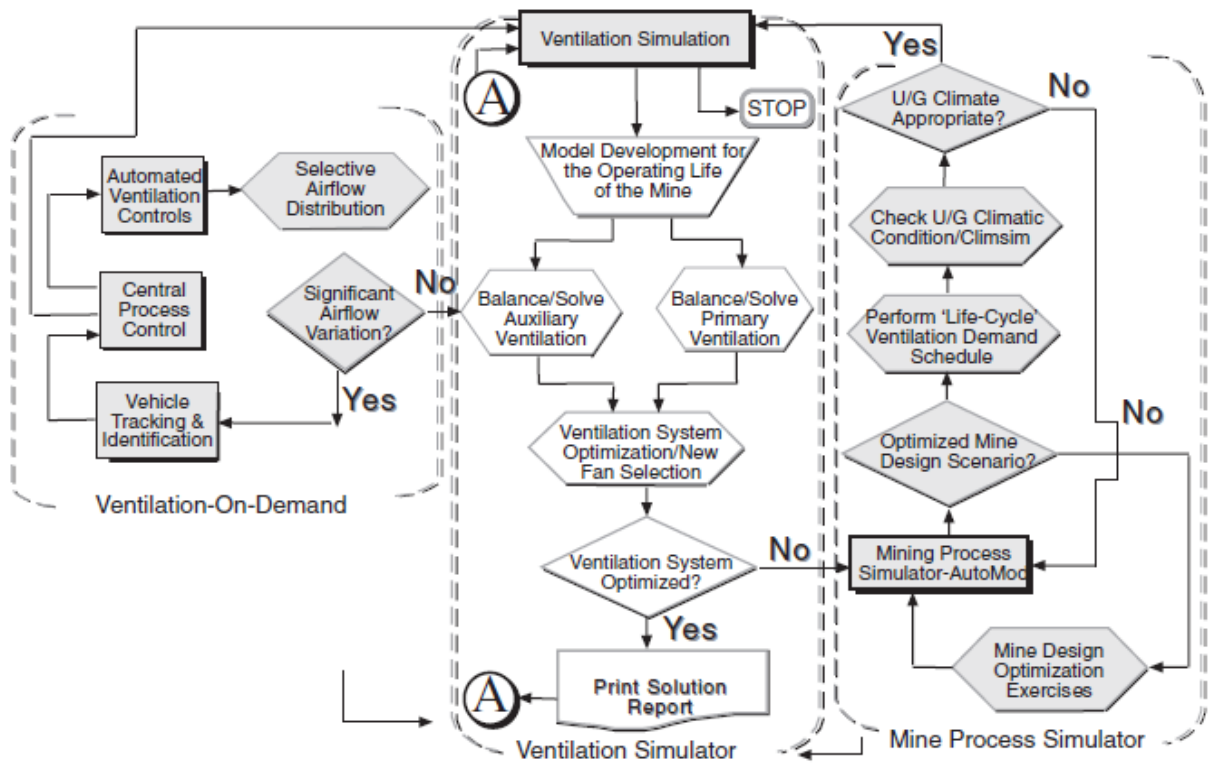 Ventilation Simulation
A
STOP
Model Development for
the Operating Life
of the Mine
Balance/Solve
Auxiliary
Ventilation
Balance/Solve
Primary
Ventilation
Ventilation System
Optimization/New
Fan Selection
Ventilation System
Optimized?
No
Yes
Print Solution
Report
A
Ventilation Simulator
Automated
Ventilation
Controls
Selective
Airflow
Distribution
Central
Process
Control
Significant
Airflow
Variation?
No
Yes
Vehicle
Tracking &
Identification
Ventilation-On-Demand
Yes
U/G Climate
Appropriate?
No
Check U/G Climatic
Condition/Climsim
Perform ‘Life-Cycle’
Ventilation Demand
Schedule
Optimized Mine
Design Scenario?
No
Mining Process
Simulator-AutoMod
Mine Design
Optimization
Exercises
Mine Process Simulator